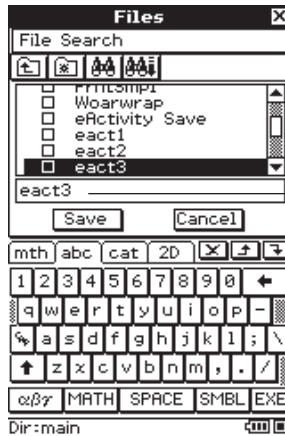 Files X
File Search
PrintSmpl
Woarwrap
eActivity Save
eact1
eact2
eact3
eact3
Save Cancel
mth abc cat 2D X
1 2 3 4 5 6 7 8 9 0 ←
q w e r t y u i o p -
a s d f g h j k l ; \
↑ z x c v b n m , . /
αβγ MATH SPACE SMBL EXE
Dir:main